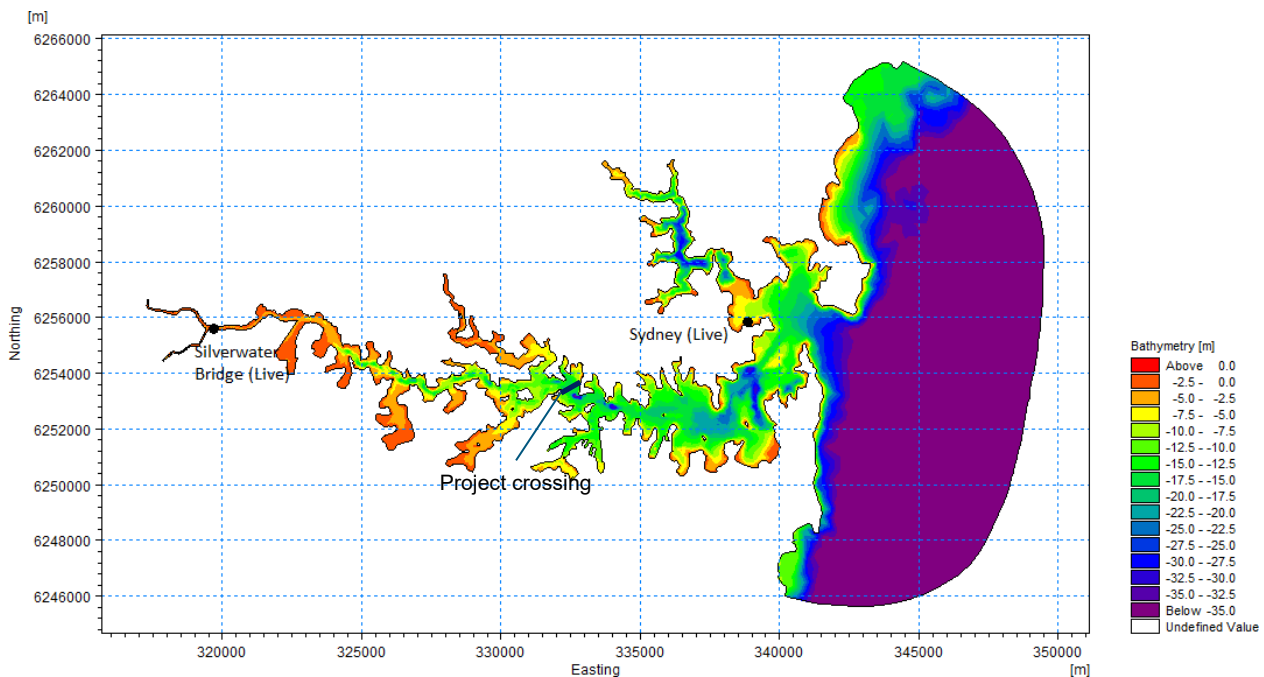 [m]
6266000
6264000
6262000
6260000
6258000
6256000
6254000
6252000
6250000
6248000
6246000
Northing
Silverwater
Bridge (Live)
Sydney (Live)
Project crossing
320000
325000
330000
335000
340000
345000
350000
Easting
[m]
Bathymetry [m]
Above 0.0
-2.5 - 0.0
-5.0 - -2.5
-7.5 - -5.0
-10.0 - -7.5
-12.5 - -10.0
-15.0 - -12.5
-17.5 - -15.0
-20.0 - -17.5
-22.5 - -20.0
-25.0 - -22.5
-27.5 - -25.0
-30.0 - -27.5
-32.5 - -30.0
-35.0 - -32.5
Below -35.0
Undefined Value